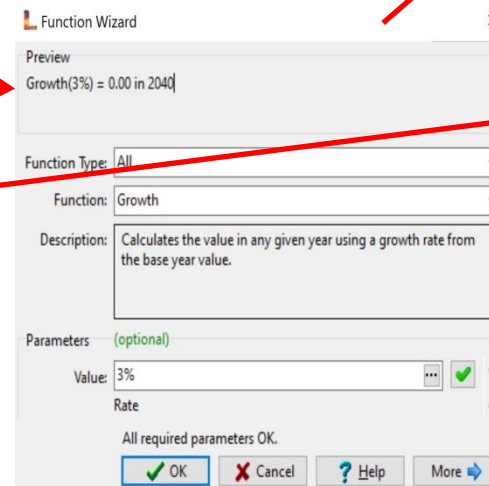 Function Wizard
Preview
Growth(3%) = 0.00 in 2040
Function Type: All
Function: Growth
Description: Calculates the value in any given year using a growth rate from
the base year value.
Parameters (optional)
Value: 3% ...
Rate
All required parameters OK.
OK Cancel ? Help More